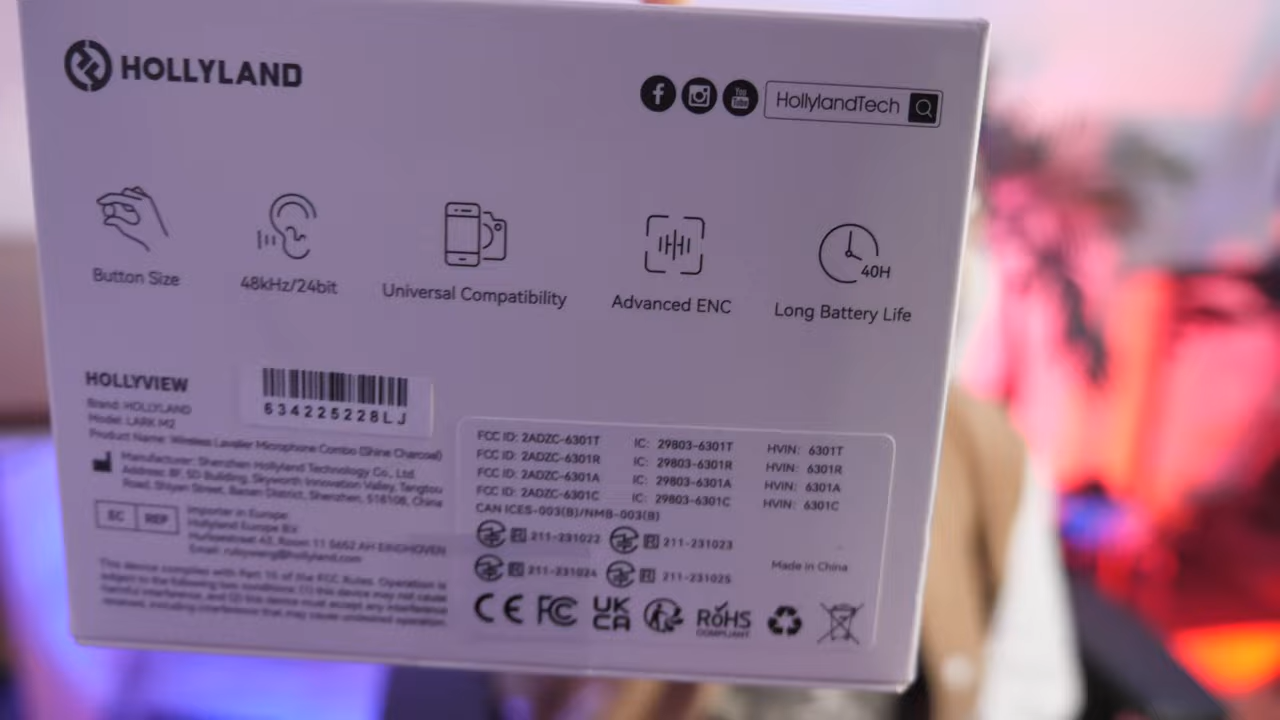 HOLLYLAND
You Tube
HollylandTech
Button Size
48kHz/24bit
Universal Compatibility
Advanced ENC
40H
Long Battery Life
HOLLYVIEW
Brand: HOLLYLAND
Model: LARK M2
Product Name: Wireless Lavalier Microphone Combo (Shine Charcoal)
Manufacturer: Shenzhen Hollyland Technology Co., Ltd.
Address: 8F, 5D Building, Skyworth Innovation Valley, Tangtou
Road, Shiyan Street, Baoan District, Shenzhen, 518108, China
EC REP
Importer in Europe:
Hollyland Europe B.V.
63, Room 11 5652 AH EINDHOVEN
Email:
This device complies with Part 15 of the FCC Rules. Operation is
subject to the following two conditions: (1) this device may not cause
harmful interference, and (2) this device must accept any interference
received, including interference that may cause undesired operation.
634225228LJ
FCC ID: 2ADZC-6301T IC: 29803-6301T HVIN: 6301T
FCC ID: 2ADZC-6301R IC: 29803-6301R HVIN: 6301R
FCC ID: 2ADZC-6301A IC: 29803-6301A HVIN: 6301A
FCC ID: 2ADZC-6301C IC: 29803-6301C HVIN: 6301C
CAN ICES-003(B)/NMB-003(B)
R 211-231022 R 211-231023
R 211-231024 R 211-231025
Made in China
CE FC UK CA RoHS
COMPLIANT